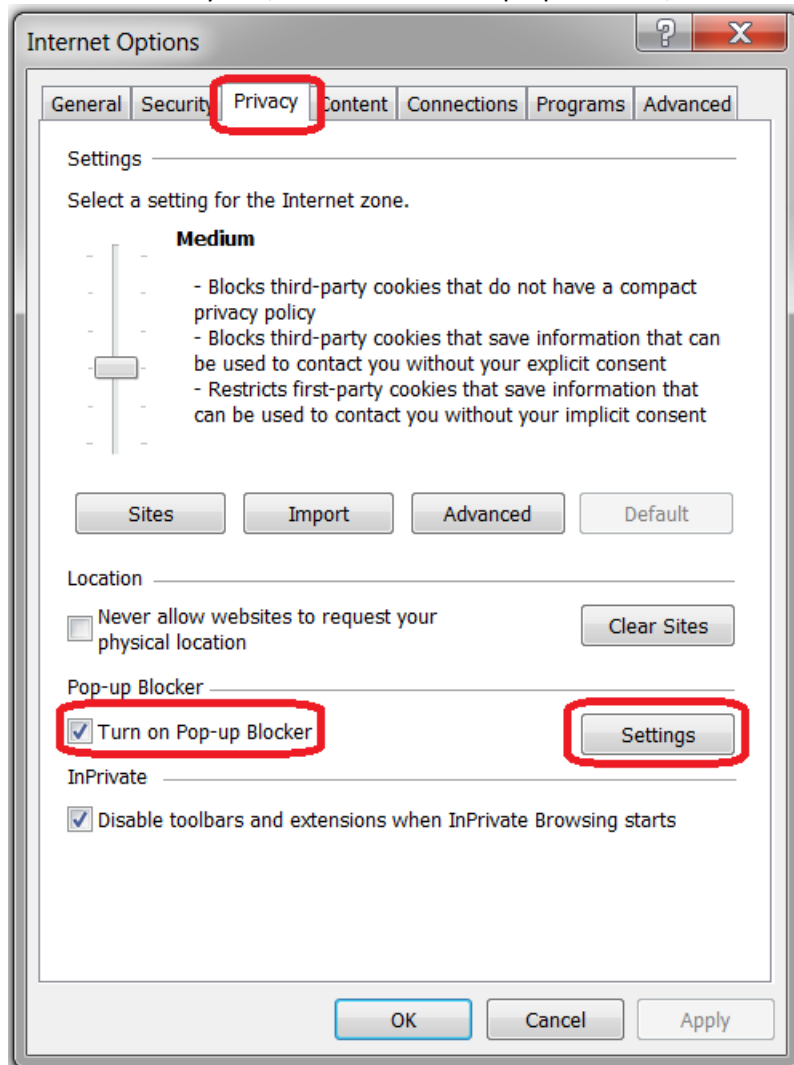 Internet Options
General Security Privacy Content Connections Programs Advanced
Settings
Select a setting for the Internet zone.
Medium
- Blocks third-party cookies that do not have a compact
privacy policy
- Blocks third-party cookies that save information that can
be used to contact you without your explicit consent
- Restricts first-party cookies that save information that
can be used to contact you without your implicit consent
Sites Import Advanced Default
Location
Never allow websites to request your
physical location
Clear Sites
Pop-up Blocker
Turn on Pop-up Blocker Settings
InPrivate
Disable toolbars and extensions when InPrivate Browsing starts
OK Cancel Apply